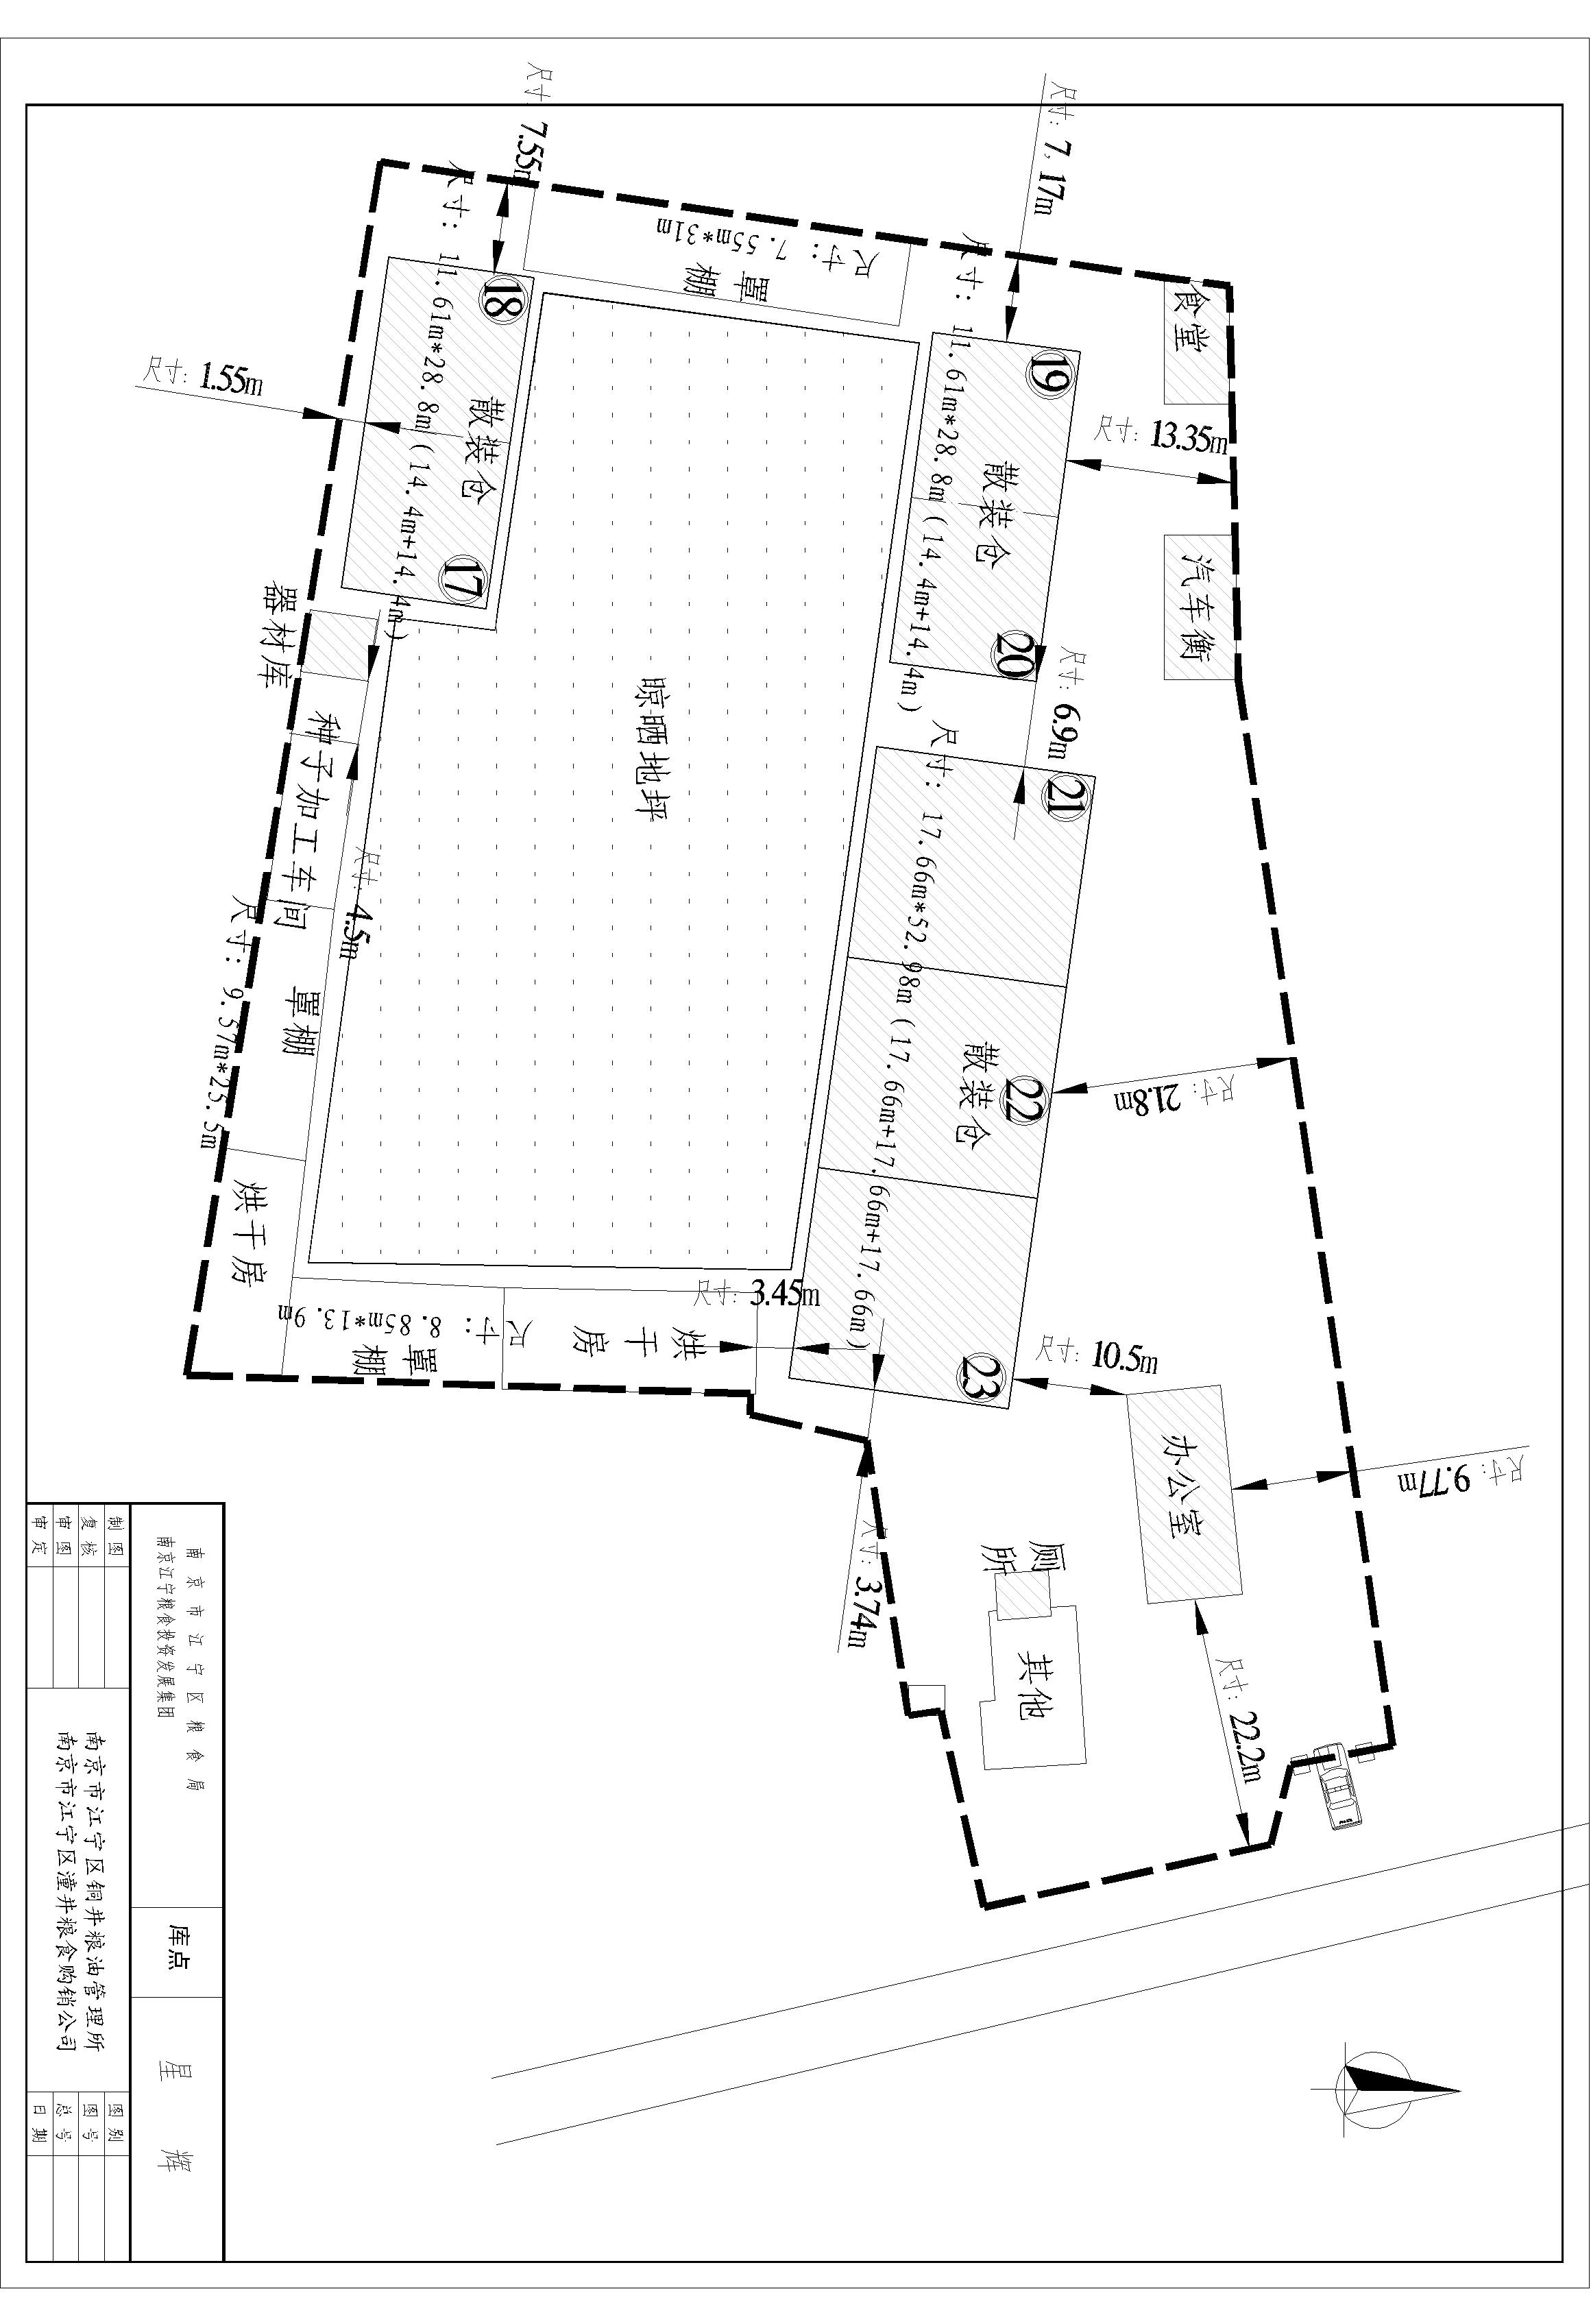 尺寸: 7.55m
尺寸: 7.17m
尺寸: 7.55m*31m
罩棚
食堂
尺寸: 13.35m
汽车衡
尺寸: 11.61m*28.8m(14.4m+14.4m)
散装仓
18
17
尺寸: 1.55m
尺寸: 11.61m*28.8m(14.4m+14.4m)
散装仓
19
20
尺寸: 6.9m
晾晒地坪
器材库
种子加工车间
尺寸: 4.5m
罩棚
尺寸: 9.57m*25.5m
烘干房
尺寸: 17.66m*52.98m(17.66m+17.66m+17.66m)
散装仓
21
22
23
尺寸: 21.8m
尺寸: 3.45m
烘干房
尺寸: 8.85m*13.9m
罩棚
尺寸: 10.5m
办公室
尺寸: 9.77m
尺寸: 3.74m
厕所
其他
尺寸: 22.2m
南京市江宁区粮食局
南京江宁粮食投资发展集团
库点
星辉
制图
复核
审图
审定
南京市江宁区铜井粮油管理所
南京市江宁区潼井粮食购销公司
图别
图号
总号
日期